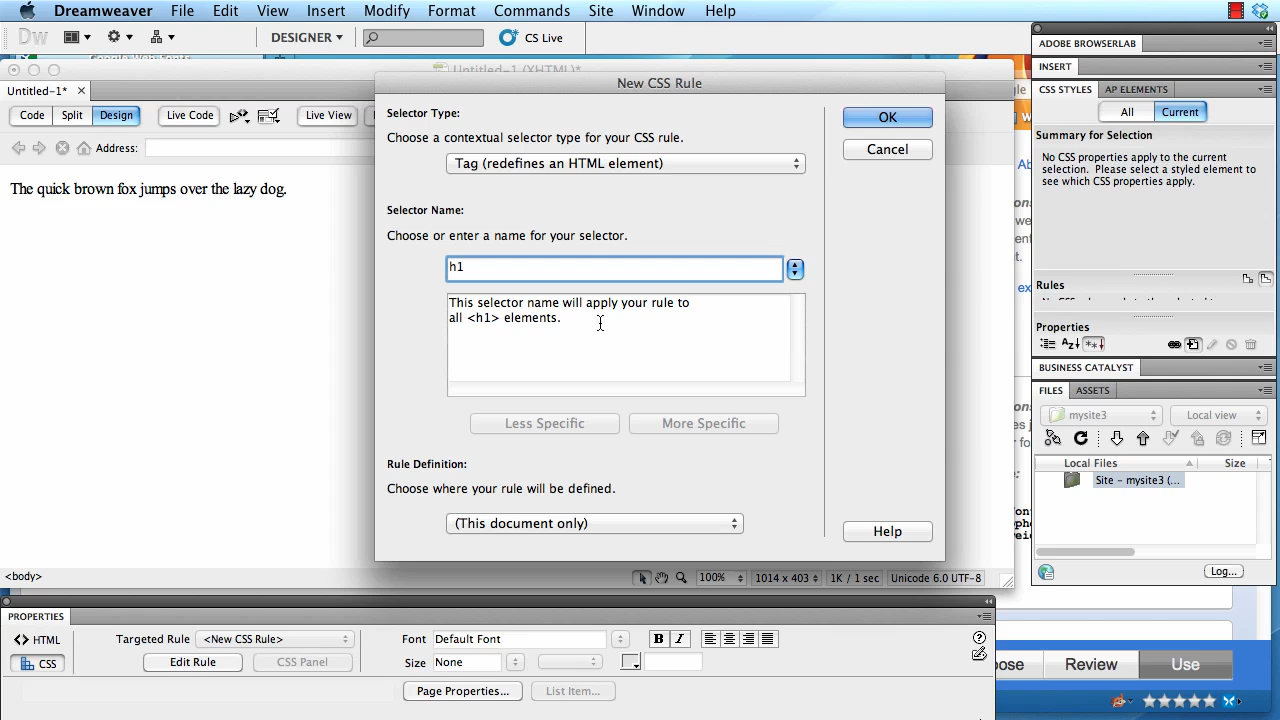 Dreamweaver File Edit View Insert Modify Format Commands Site Window Help
Dw DESIGNER CS Live
Untitled-1 (XHTML)*
Untitled-1*
Code Split Design Live Code Live View
Address:
The quick brown fox jumps over the lazy dog.
New CSS Rule
Selector Type:
Choose a contextual selector type for your CSS rule.
Tag (redefines an HTML element)
Selector Name:
Choose or enter a name for your selector.
h1
This selector name will apply your rule to
all <h1> elements.
Less Specific More Specific
Rule Definition:
Choose where your rule will be defined.
(This document only)
OK
Cancel
Help
ADOBE BROWSERLAB
INSERT
CSS STYLES AP ELEMENTS
All Current
Summary for Selection
No CSS properties apply to the current
selection. Please select a styled element to
see which CSS properties apply.
Rules
Properties
BUSINESS CATALYST
FILES ASSETS
mysite3 Local view
Local Files Size
Site - mysite3 (...
Log...
<body> 100% 1014 x 403 1K / 1 sec Unicode 6.0 UTF-8
PROPERTIES
HTML Targeted Rule <New CSS Rule> Font Default Font B I
CSS Edit Rule CSS Panel Size None
Page Properties... List Item...
Review Use